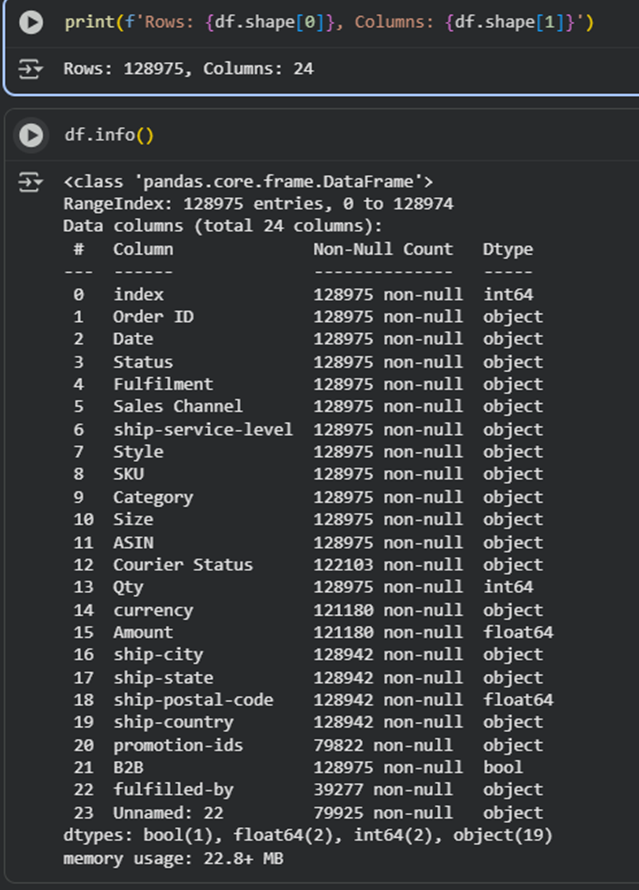 print(f'Rows: {df.shape[0]}, Columns: {df.shape[1]}')
Rows: 128975, Columns: 24
df.info()
<class 'pandas.core.frame.DataFrame'>
RangeIndex: 128975 entries, 0 to 128974
Data columns (total 24 columns):
 #   Column              Non-Null Count   Dtype
---  ------              --------------   -----
 0   index               128975 non-null  int64
 1   Order ID            128975 non-null  object
 2   Date                128975 non-null  object
 3   Status              128975 non-null  object
 4   Fulfilment          128975 non-null  object
 5   Sales Channel       128975 non-null  object
 6   ship-service-level  128975 non-null  object
 7   Style               128975 non-null  object
 8   SKU                 128975 non-null  object
 9   Category            128975 non-null  object
 10  Size                128975 non-null  object
 11  ASIN                128975 non-null  object
 12  Courier Status      122103 non-null  object
 13  Qty                 128975 non-null  int64
 14  currency            121180 non-null  object
 15  Amount              121180 non-null  float64
 16  ship-city           128942 non-null  object
 17  ship-state          128942 non-null  object
 18  ship-postal-code    128942 non-null  float64
 19  ship-country        128942 non-null  object
 20  promotion-ids       79822 non-null   object
 21  B2B                 128975 non-null  bool
 22  fulfilled-by        39277 non-null   object
 23  Unnamed: 22         79925 non-null   object
dtypes: bool(1), float64(2), int64(2), object(19)
memory usage: 22.8+ MB